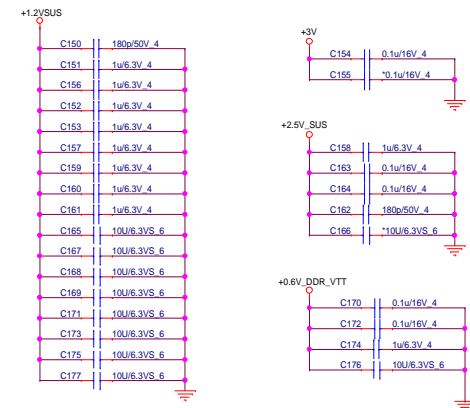 +1.2VSUS
C150 180p/50V_4
C151 1u/6.3V_4
C156 1u/6.3V_4
C152 1u/6.3V_4
C153 1u/6.3V_4
C157 1u/6.3V_4
C159 1u/6.3V_4
C160 1u/6.3V_4
C161 1u/6.3V_4
C165 10U/6.3VS_6
C167 10U/6.3VS_6
C168 10U/6.3VS_6
C169 10U/6.3VS_6
C171 10U/6.3VS_6
C173 10U/6.3VS_6
C175 10U/6.3VS_6
C177 10U/6.3VS_6
+3V
C154 0.1u/16V_4
C155 *0.1u/16V_4
+2.5V_SUS
C158 1u/6.3V_4
C163 0.1u/16V_4
C164 0.1u/16V_4
C162 180p/50V_4
C166 *10U/6.3VS_6
+0.6V_DDR_VTT
C170 0.1u/16V_4
C172 0.1u/16V_4
C174 1u/6.3V_4
C176 10U/6.3VS_6